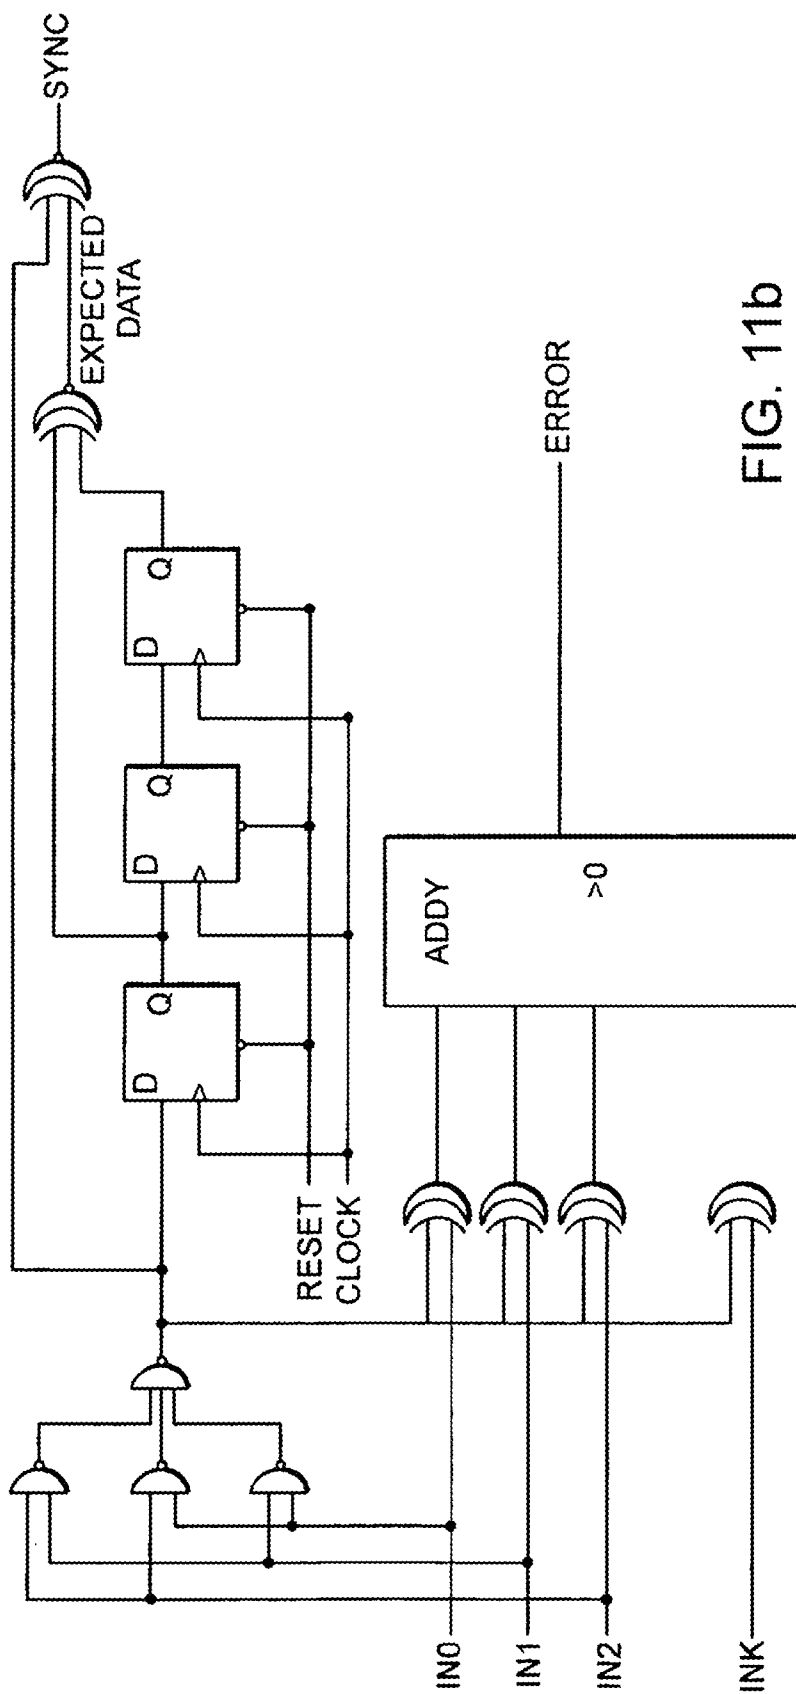 SYNC
EXPECTED
DATA
D
Q
D
Q
D
Q
RESET
CLOCK
ADDY
>0
ERROR
IN0
IN1
IN2
INK
FIG. 11b